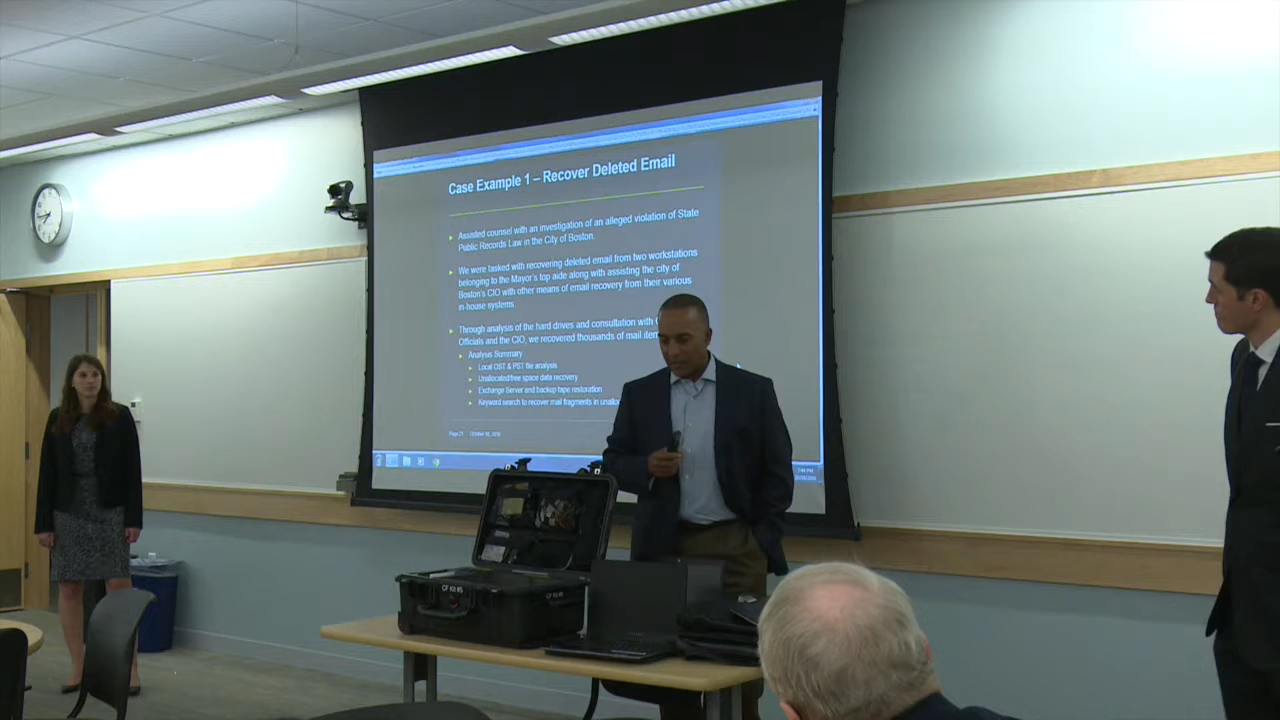 Case Example 1 – Recover Deleted Email
Assisted counsel with an investigation of an alleged violation of State
Public Records Law in the City of Boston.
We were tasked with recovering deleted email from two workstations
belonging to the Mayor's top aide along with assisting the city of
Boston's CIO with other means of email recovery from their various
in-house systems.
Through analysis of the hard drives and consultation with
Officials and the CIO, we recovered thousands of mail
Analysis Summary
Local OST & PST file analysis
Unallocated/free space data recovery
Exchange Server and backup tape restoration
Keyword search to recover mail fragments in
Page 21
CF Kit #5